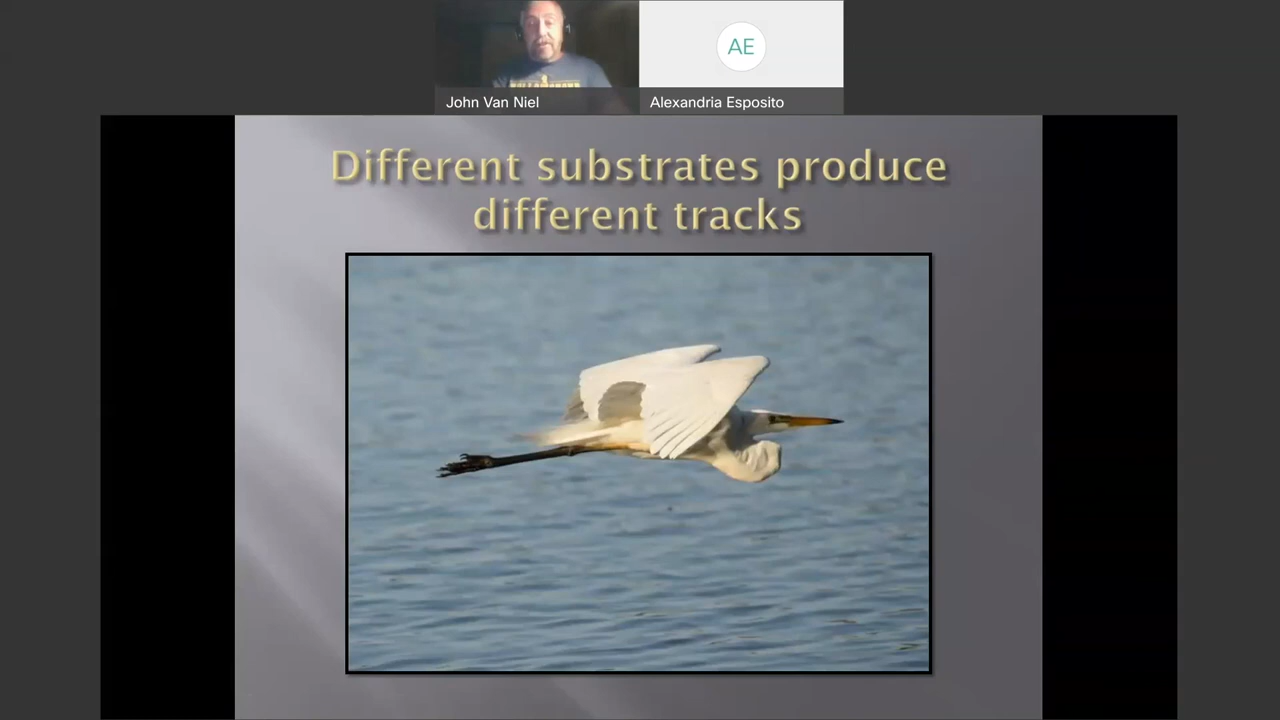 AE
John Van Niel
Alexandria Esposito
Different substrates produce
different tracks